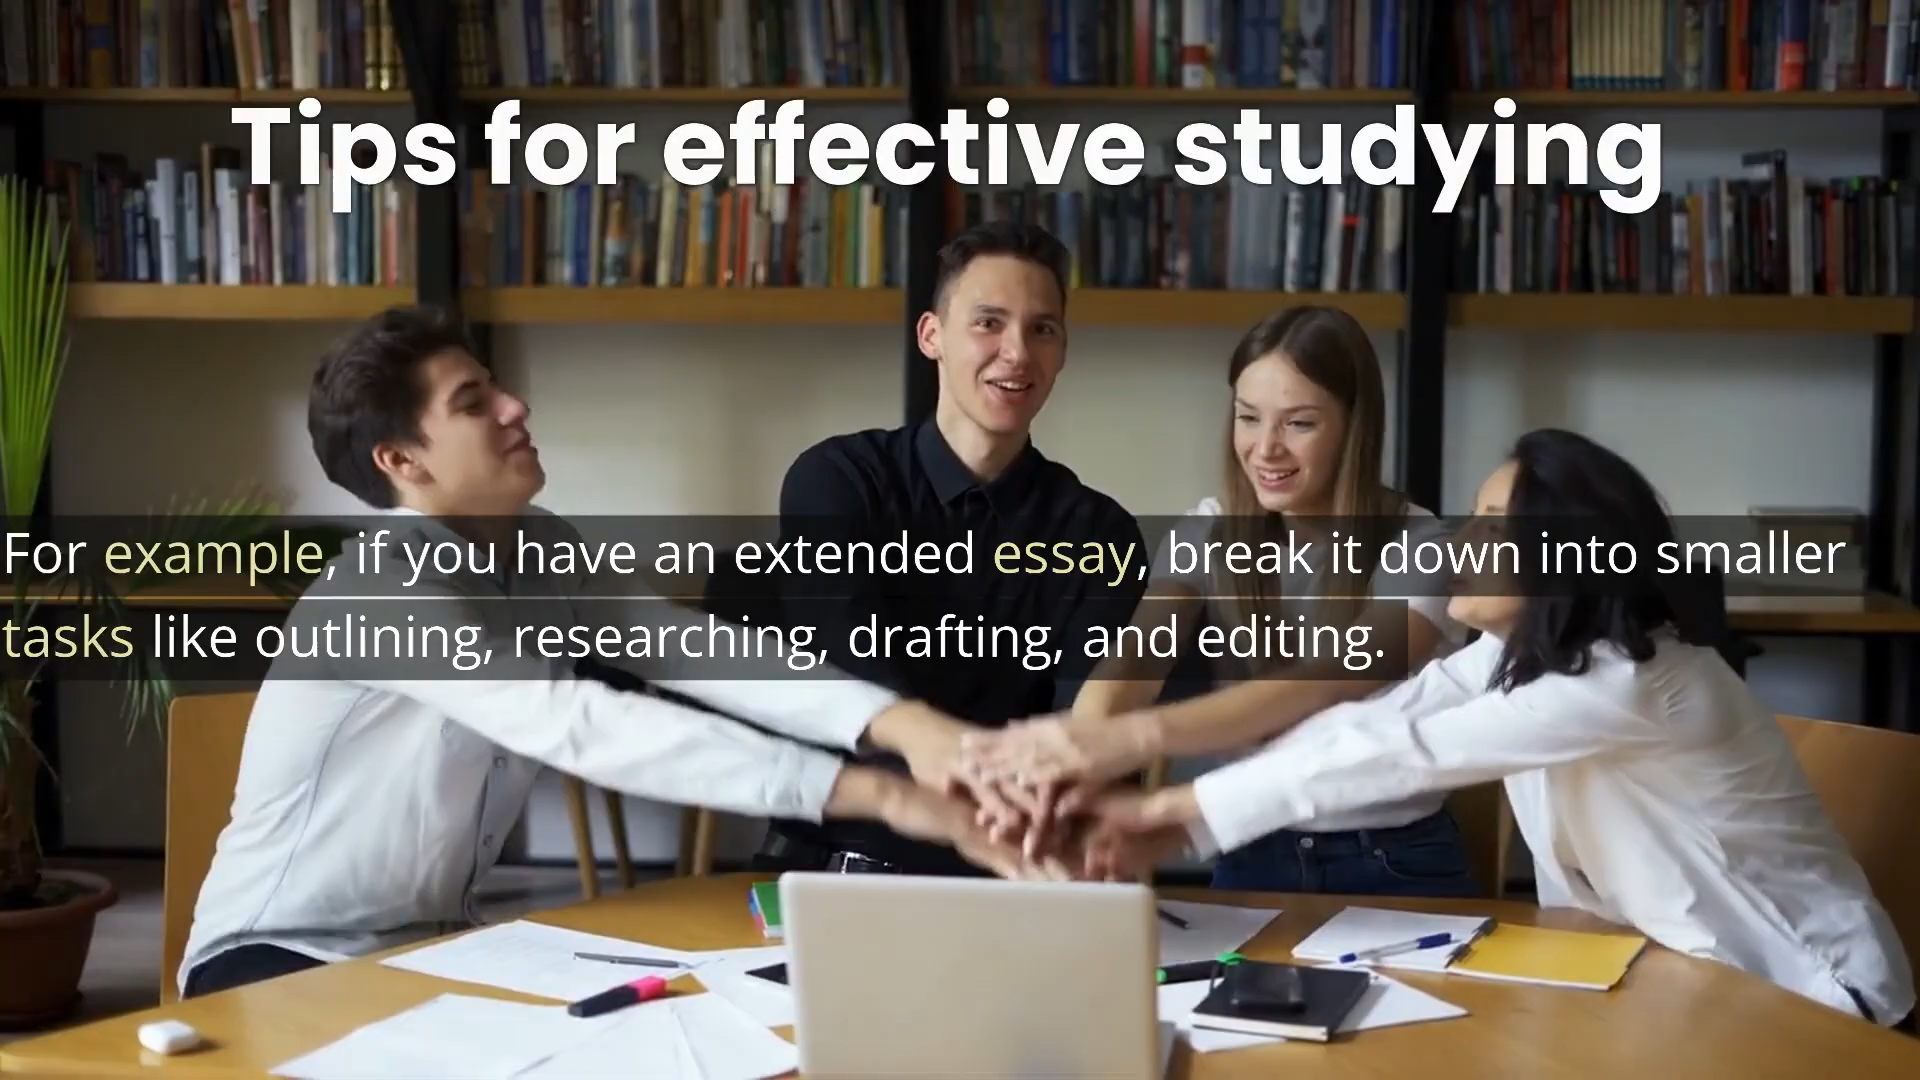 Tips for effective studying
For example, if you have an extended essay, break it down into smaller
tasks like outlining, researching, drafting, and editing.